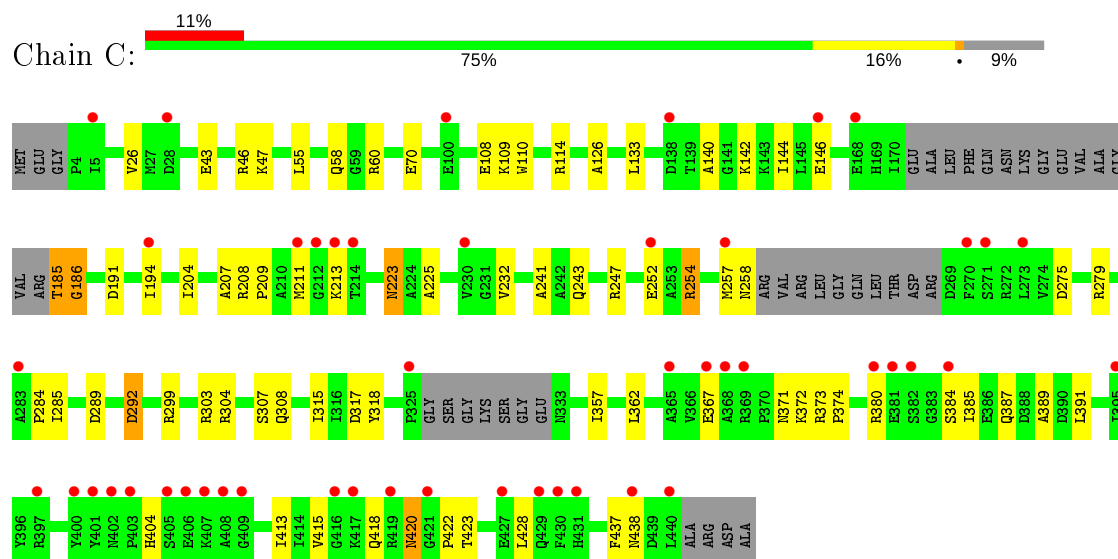 11%
Chain C:
75% 16% • 9%
MET GLU GLY P4 I5 V26 M27 D28 E43 R46 K47 L55 Q58 G59 R60 E70 E100 E108 K109 W110 R114 A126 L133 D138 T139 A140 G141 K142 K143 I144 L145 E146 E168 H169 I170 GLU ALA LEU PHE GLN ASN LYS GLY GLU VAL ALA GLY
VAL ARG T185 G186 D191 I194 I204 A207 R208 P209 A210 M211 G212 K213 T214 N223 A224 A225 V230 G231 V232 A241 A242 Q243 R247 E252 A253 R254 M257 N258 ARG VAL ARG LEU GLY GLN LEU THR ASP ARG D269 F270 S271 R272 L273 V274 D275 R279
A283 P284 I285 D289 D292 R299 R303 R304 S307 Q308 I315 I316 D317 Y318 P325 GLY SER GLY LYS SER GLY GLU N333 I357 L362 A365 V366 E367 A368 R369 P370 N371 K372 R373 P374 R380 E381 S382 G383 S384 I385 E386 Q387 D388 A389 D390 L391 I395
Y396 R397 Y400 Y401 N402 P403 H404 S405 E406 K407 A408 G409 I413 I414 V415 G416 K417 Q418 R419 N420 G421 P422 T423 E427 L428 Q429 F430 H431 F437 N438 D439 L440 ALA ARG ASP ALA